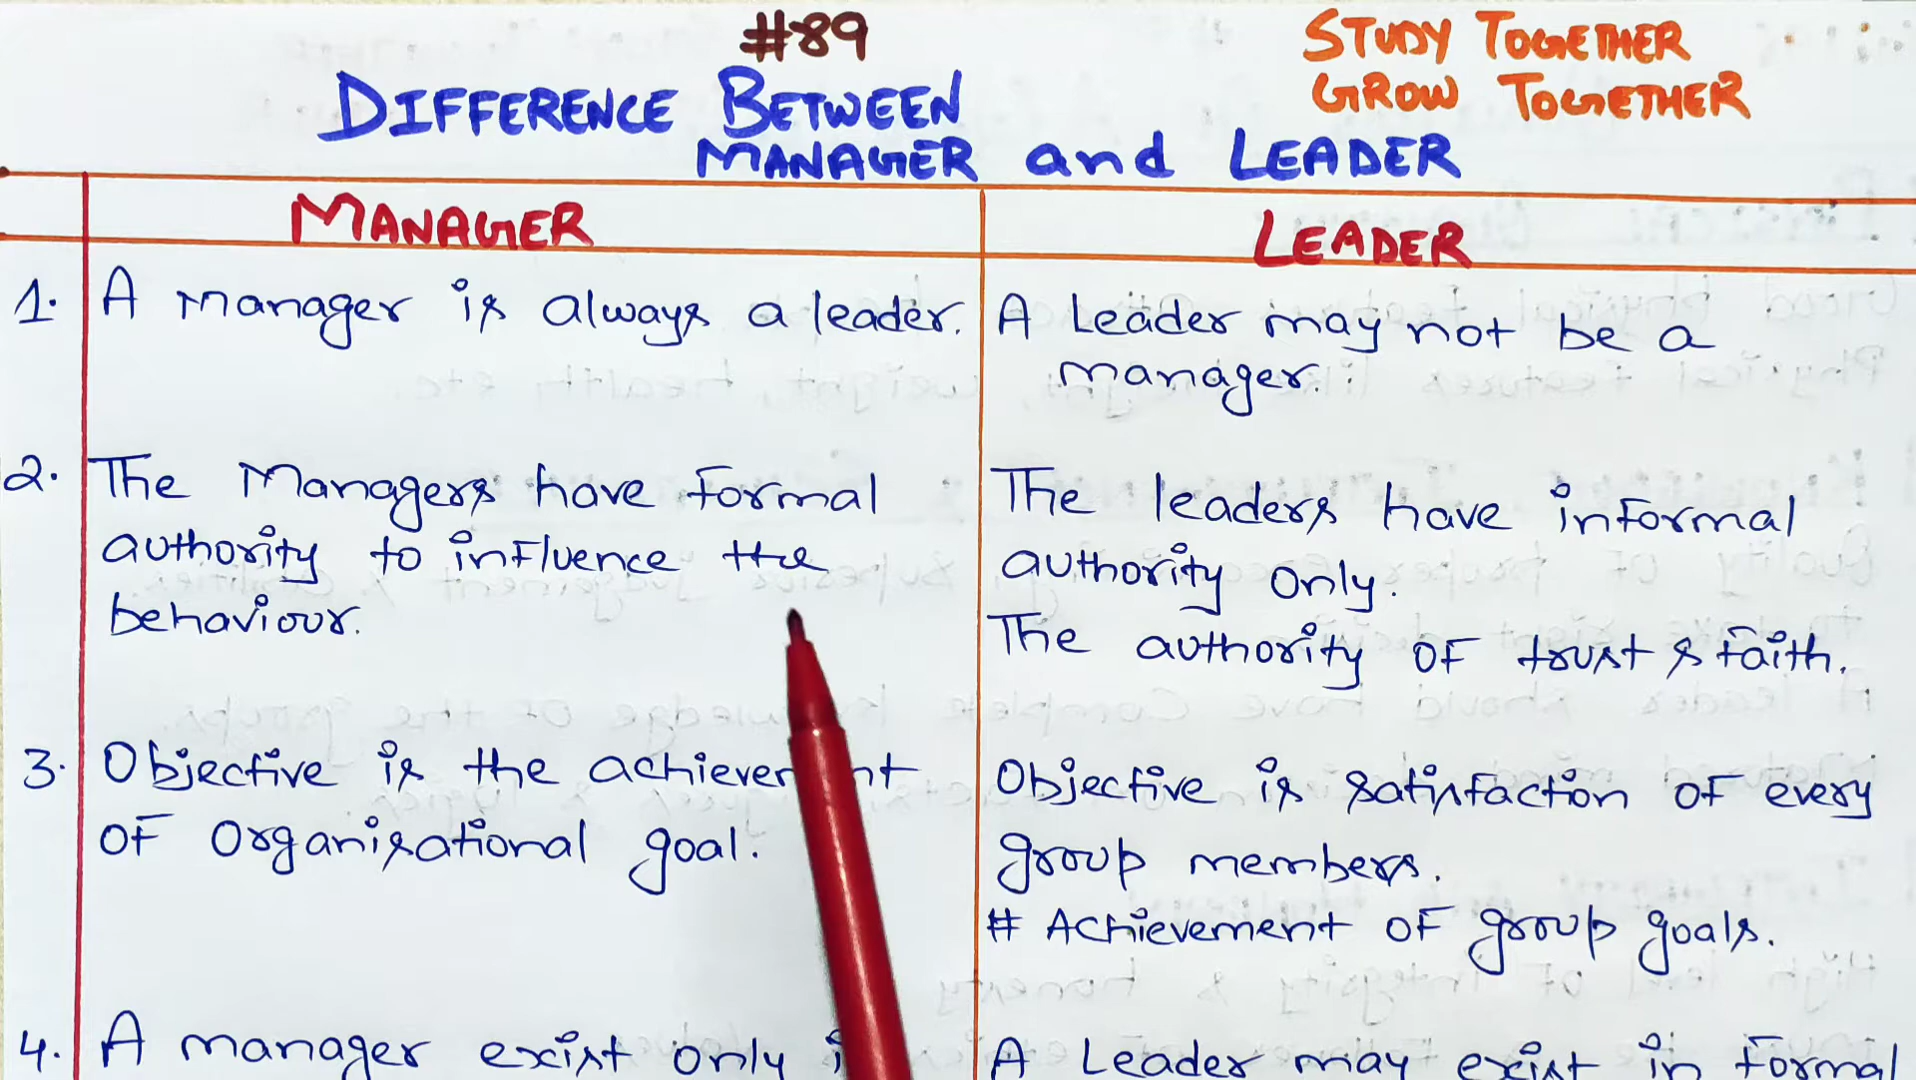 #89
STUDY TOGETHER
GROW TOGETHER
DIFFERENCE BETWEEN
MANAGER and LEADER
MANAGER
LEADER
1. A manager is always a leader.
A Leader may not be a
manager.
2. The Managers have formal
authority to influence the
behaviour.
The leaders have informal
authority only.
The authority of trust & faith.
3. Objective is the
of organisational goal.
Objective is satisfaction of every
group members.
# Achievement of group goals.
4. A manager exist only
A Leader may exist in formal